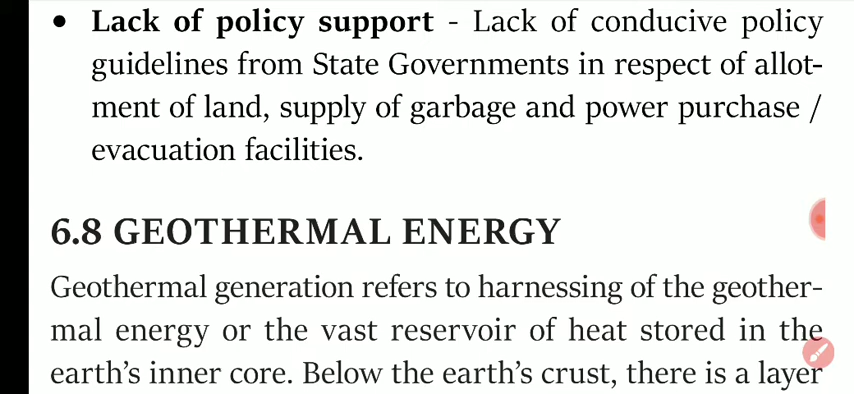 • Lack of policy support - Lack of conducive policy
guidelines from State Governments in respect of allot-
ment of land, supply of garbage and power purchase /
evacuation facilities.
6.8 GEOTHERMAL ENERGY
Geothermal generation refers to harnessing of the geother-
mal energy or the vast reservoir of heat stored in the
earth's inner core. Below the earth's crust, there is a layer